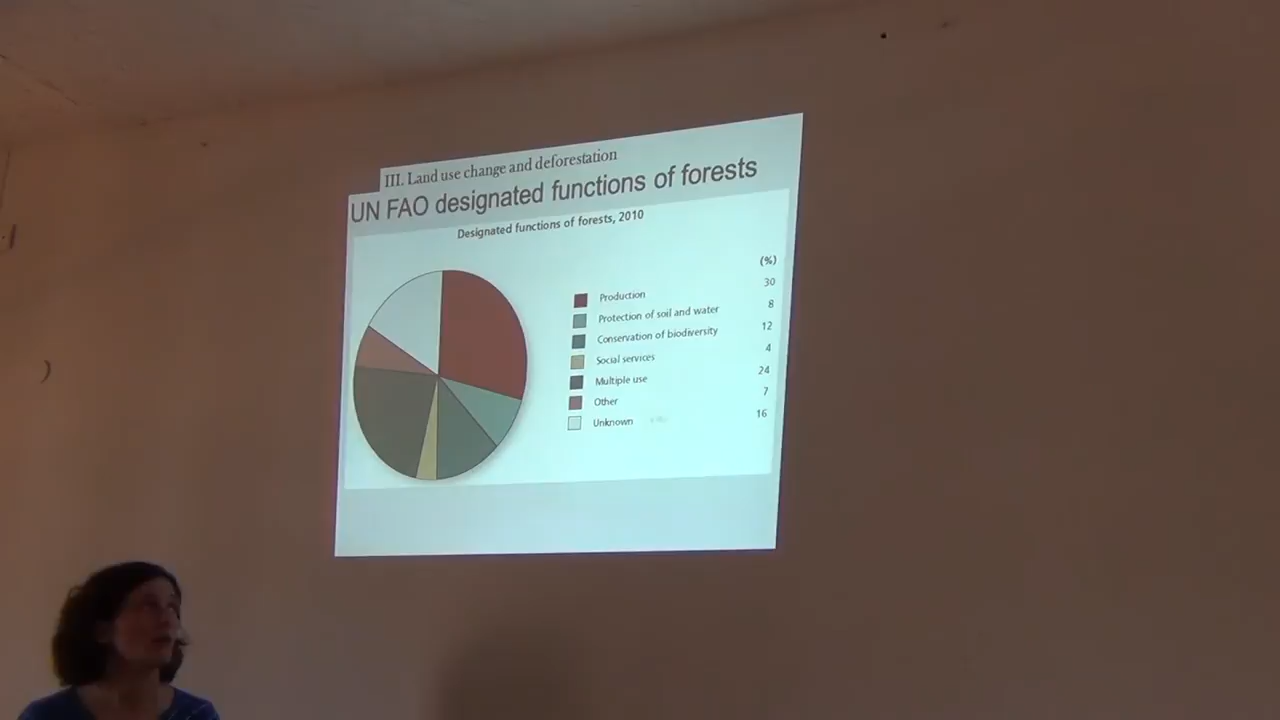 III. Land use change and deforestation
UN FAO designated functions of forests
Designated functions of forests, 2010
(%)
Production 30
Protection of soil and water 8
Conservation of biodiversity 12
Social services 4
Multiple use 24
Other 7
Unknown 16